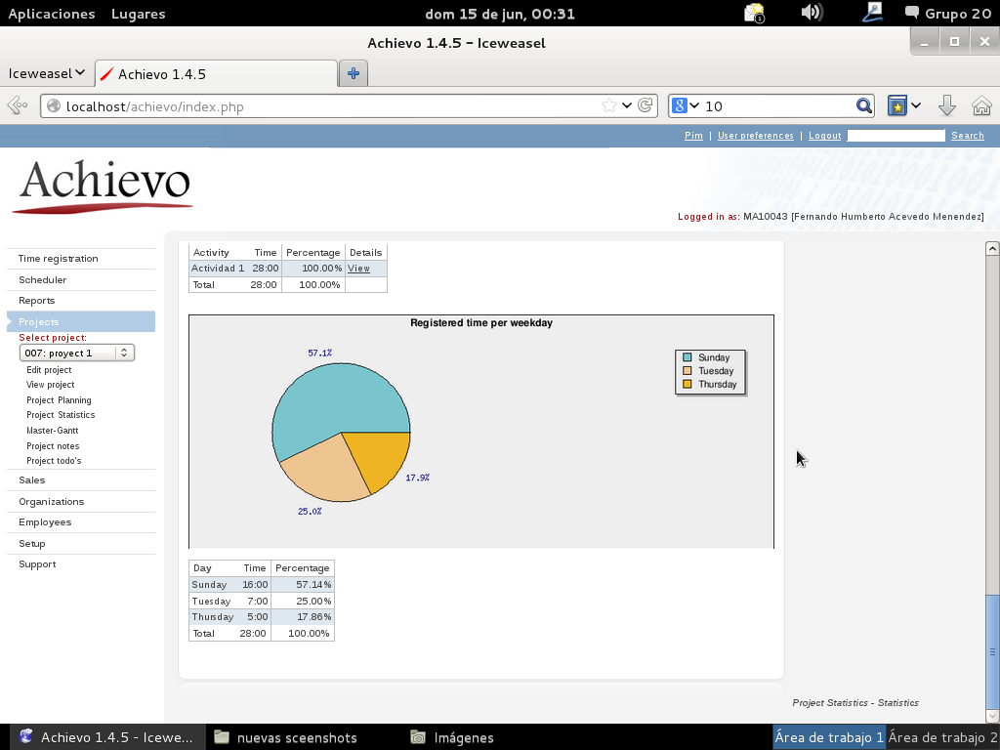 Aplicaciones Lugares dom 15 de jun, 00:31 1 Grupo 20
Achievo 1.4.5 - Iceweasel
Iceweasel Achievo 1.4.5
localhost/achievo/index.php 8 10
Pim | User preferences | Logout Search
Achievo
Logged in as: MA10043 [Fernando Humberto Acevedo Menendez]
Time registration
Scheduler
Reports
Projects
Select project:
007: proyect 1
Edit project
View project
Project Planning
Project Statistics
Master-Gantt
Project notes
Project todo's
Sales
Organizations
Employees
Setup
Support
Activity Time Percentage Details
Actividad 1 28:00 100.00% View
Total 28:00 100.00%
Registered time per weekday
57.1%
Sunday
Tuesday
Thursday
17.9%
25.0%
Day Time Percentage
Sunday 16:00 57.14%
Tuesday 7:00 25.00%
Thursday 5:00 17.86%
Total 28:00 100.00%
Project Statistics - Statistics
Achievo 1.4.5 - Icewe... nuevas sceenshots Imágenes Área de trabajo 1 Área de trabajo 2